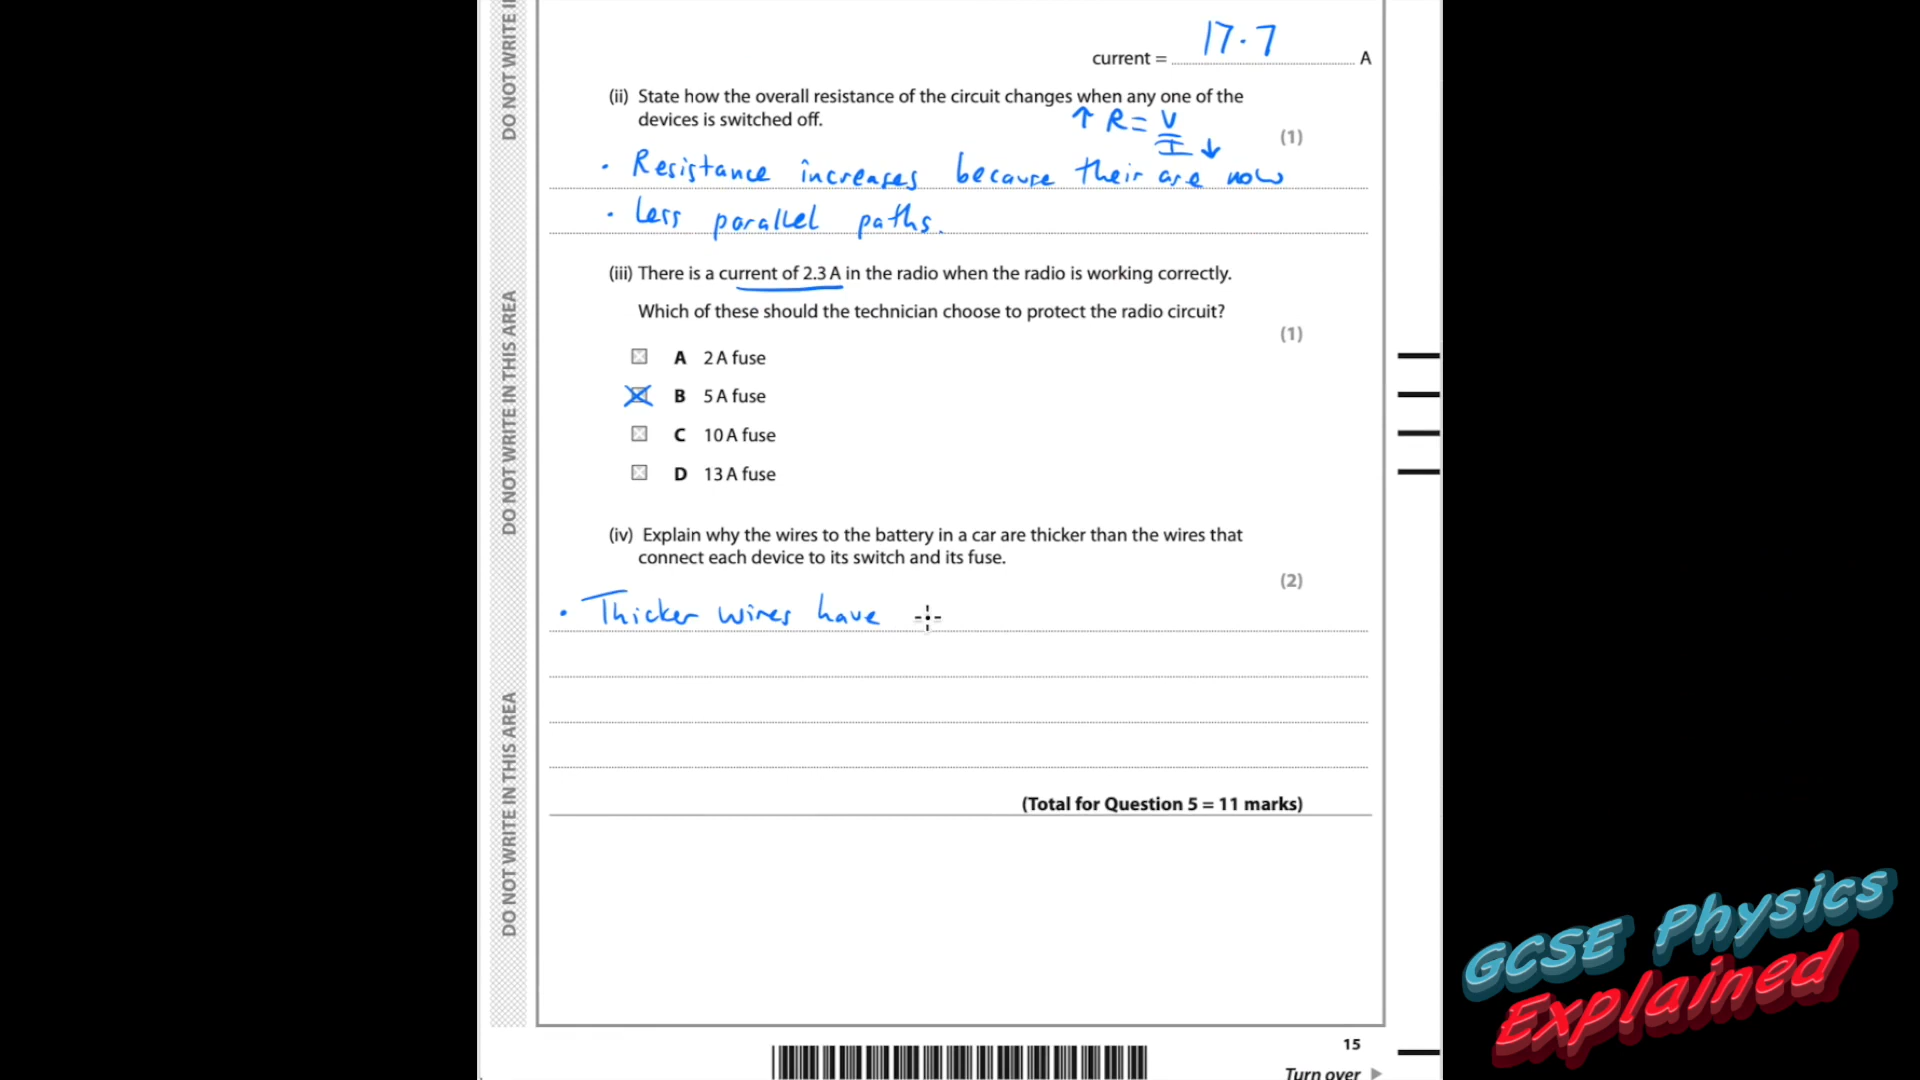 17.7
current = A
(ii) State how the overall resistance of the circuit changes when any one of the
devices is switched off.
↑ R = V
I ↓
(1)
• Resistance increases because their are now
• Less parallel paths.
(iii) There is a current of 2.3 A in the radio when the radio is working correctly.
Which of these should the technician choose to protect the radio circuit?
(1)
A 2 A fuse
B 5 A fuse
C 10 A fuse
D 13 A fuse
(iv) Explain why the wires to the battery in a car are thicker than the wires that
connect each device to its switch and its fuse.
(2)
• Thicker wires have
(Total for Question 5 = 11 marks)
15
Turn over
DO NOT WRITE I
DO NOT WRITE IN THIS AREA
DO NOT WRITE IN THIS AREA
GCSE Physics
Explained